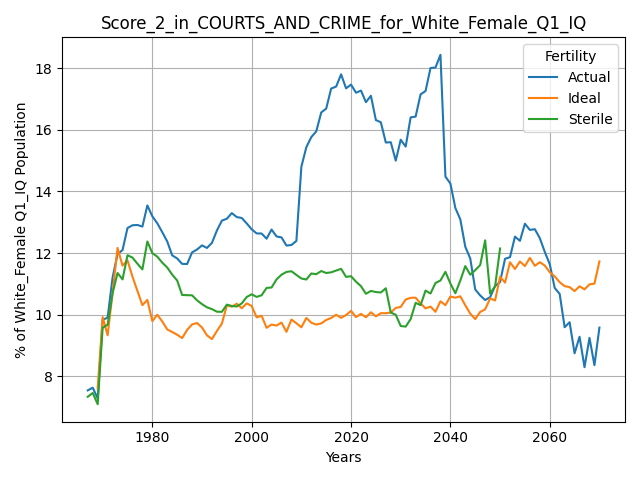 Score_2_in_COURTS_AND_CRIME_for_White_Female_Q1_IQ
% of White_Female Q1_IQ Population
18
16
14
12
10
8
Fertility
Actual
Ideal
Sterile
1980 2000 2020 2040 2060
Years